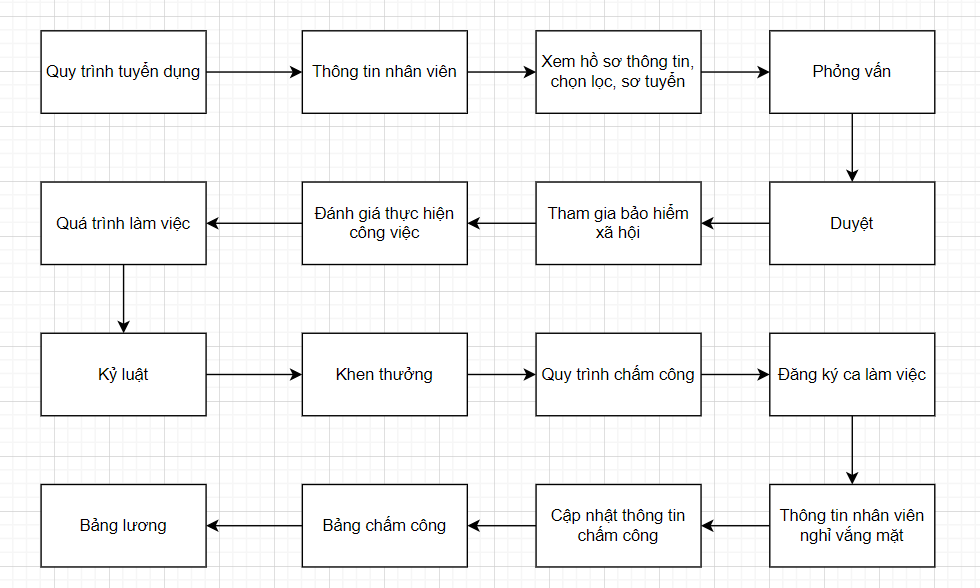 Quy trình tuyển dụng
Thông tin nhân viên
Xem hồ sơ thông tin,
chọn lọc, sơ tuyển
Phỏng vấn
Quá trình làm việc
Đánh giá thực hiện
công việc
Tham gia bảo hiểm
xã hội
Duyệt
Kỷ luật
Khen thưởng
Quy trình chấm công
Đăng ký ca làm việc
Bảng lương
Bảng chấm công
Cập nhật thông tin
chấm công
Thông tin nhân viên
nghỉ vắng mặt